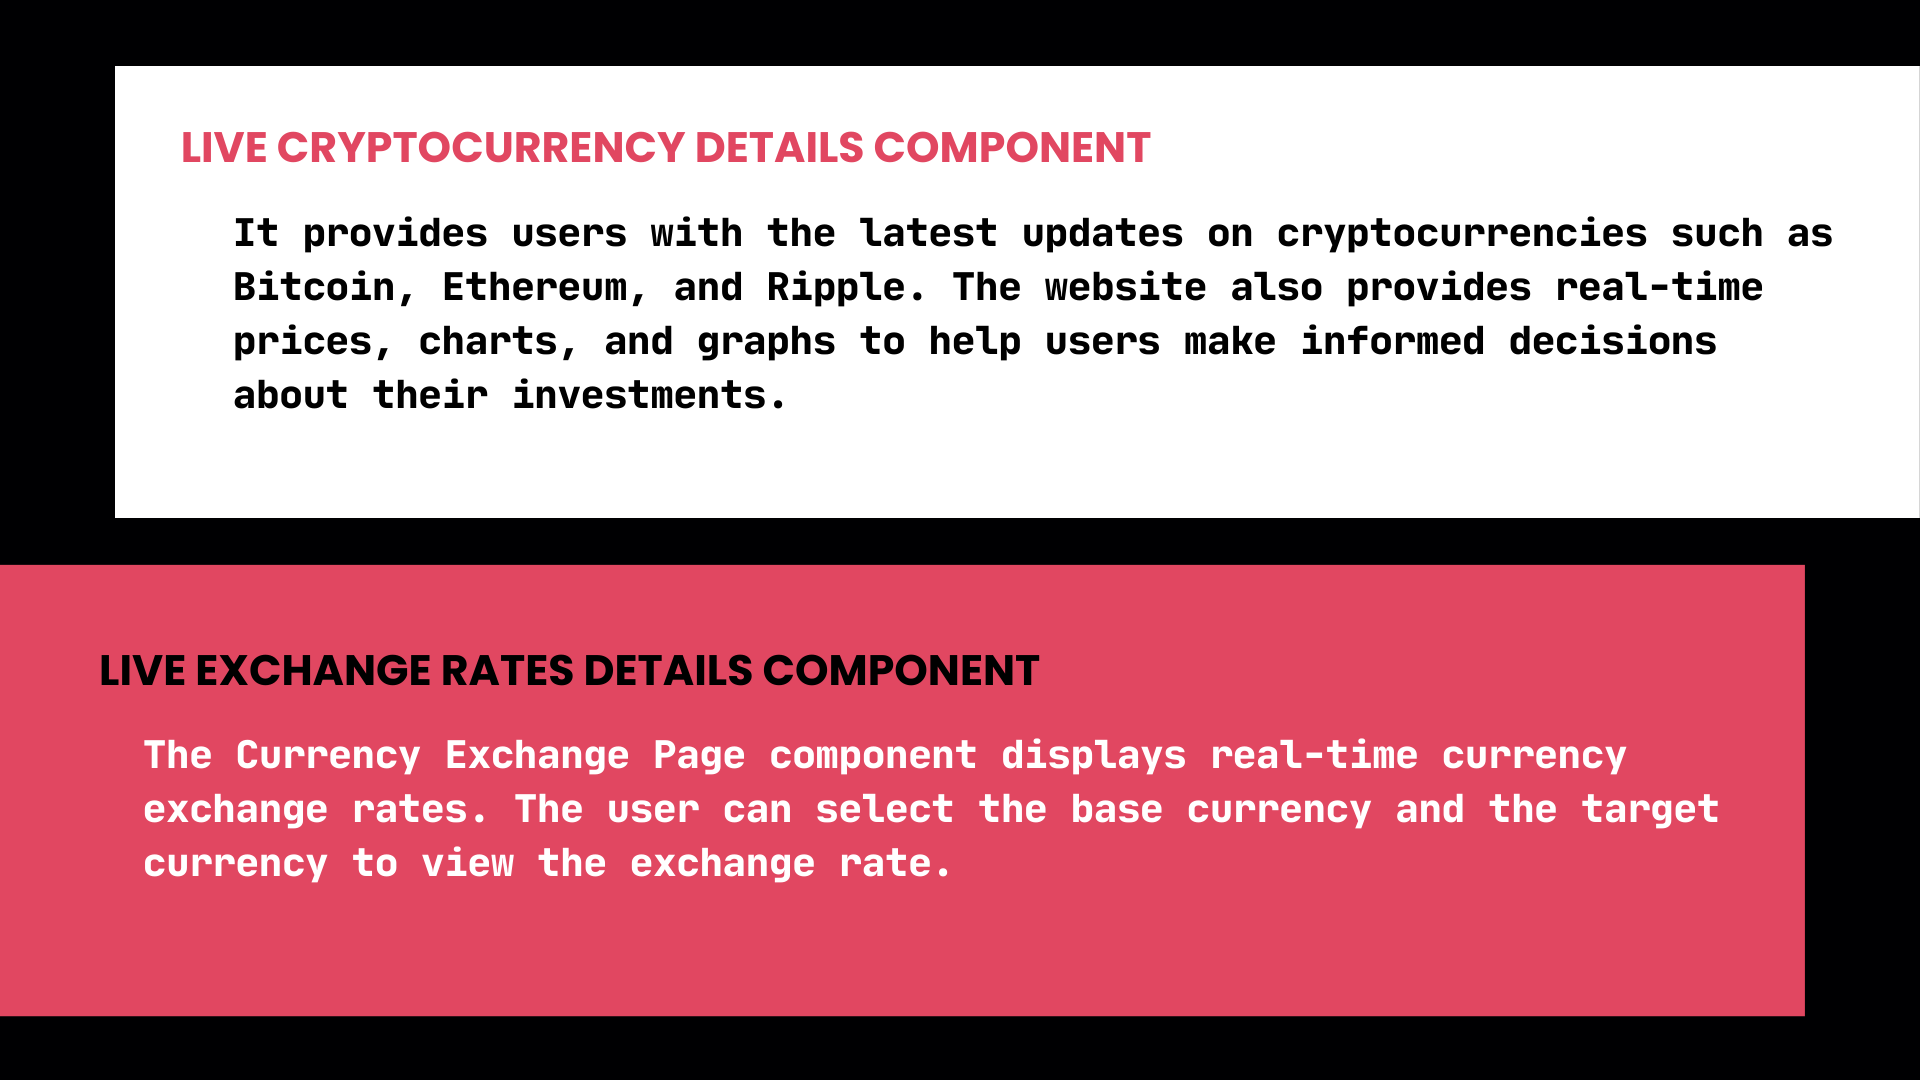 LIVE CRYPTOCURRENCY DETAILS COMPONENT
It provides users with the latest updates on cryptocurrencies such as
Bitcoin, Ethereum, and Ripple. The website also provides real-time
prices, charts, and graphs to help users make informed decisions
about their investments.
LIVE EXCHANGE RATES DETAILS COMPONENT
The Currency Exchange Page component displays real-time currency
exchange rates. The user can select the base currency and the target
currency to view the exchange rate.